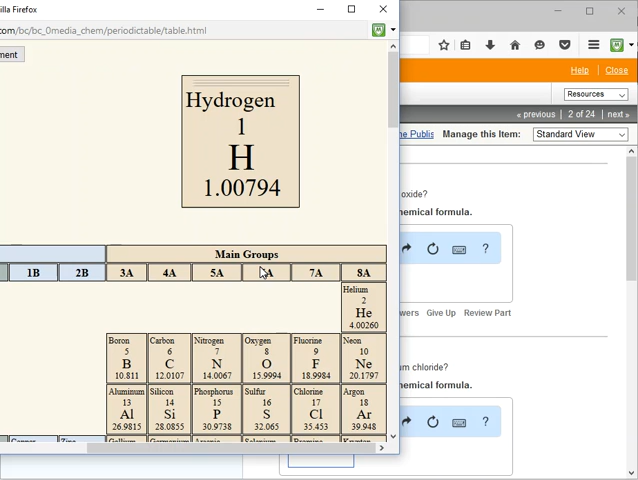 illa Firefox
com/bc/bc_0media_chem/periodictable/table.html
ment
Hydrogen
1
H
1.00794
Main Groups
1B 2B 3A 4A 5A A 7A 8A
Helium
2
He
4.00260
Boron Carbon Nitrogen Oxygen Fluorine Neon
5 6 7 8 9 10
B C N O F Ne
10.811 12.0107 14.0067 15.9994 18.9984 20.1797
Aluminum Silicon Phosphorus Sulfur Chlorine Argon
13 14 15 16 17 18
Al Si P S Cl Ar
26.9815 28.0855 30.9738 32.065 35.453 39.948
Help | Close
Resources
« previous | 2 of 24 | next »
he Publis Manage this Item: Standard View
oxide?
hemical formula.
?
wers Give Up Review Part
um chloride?
hemical formula.
?